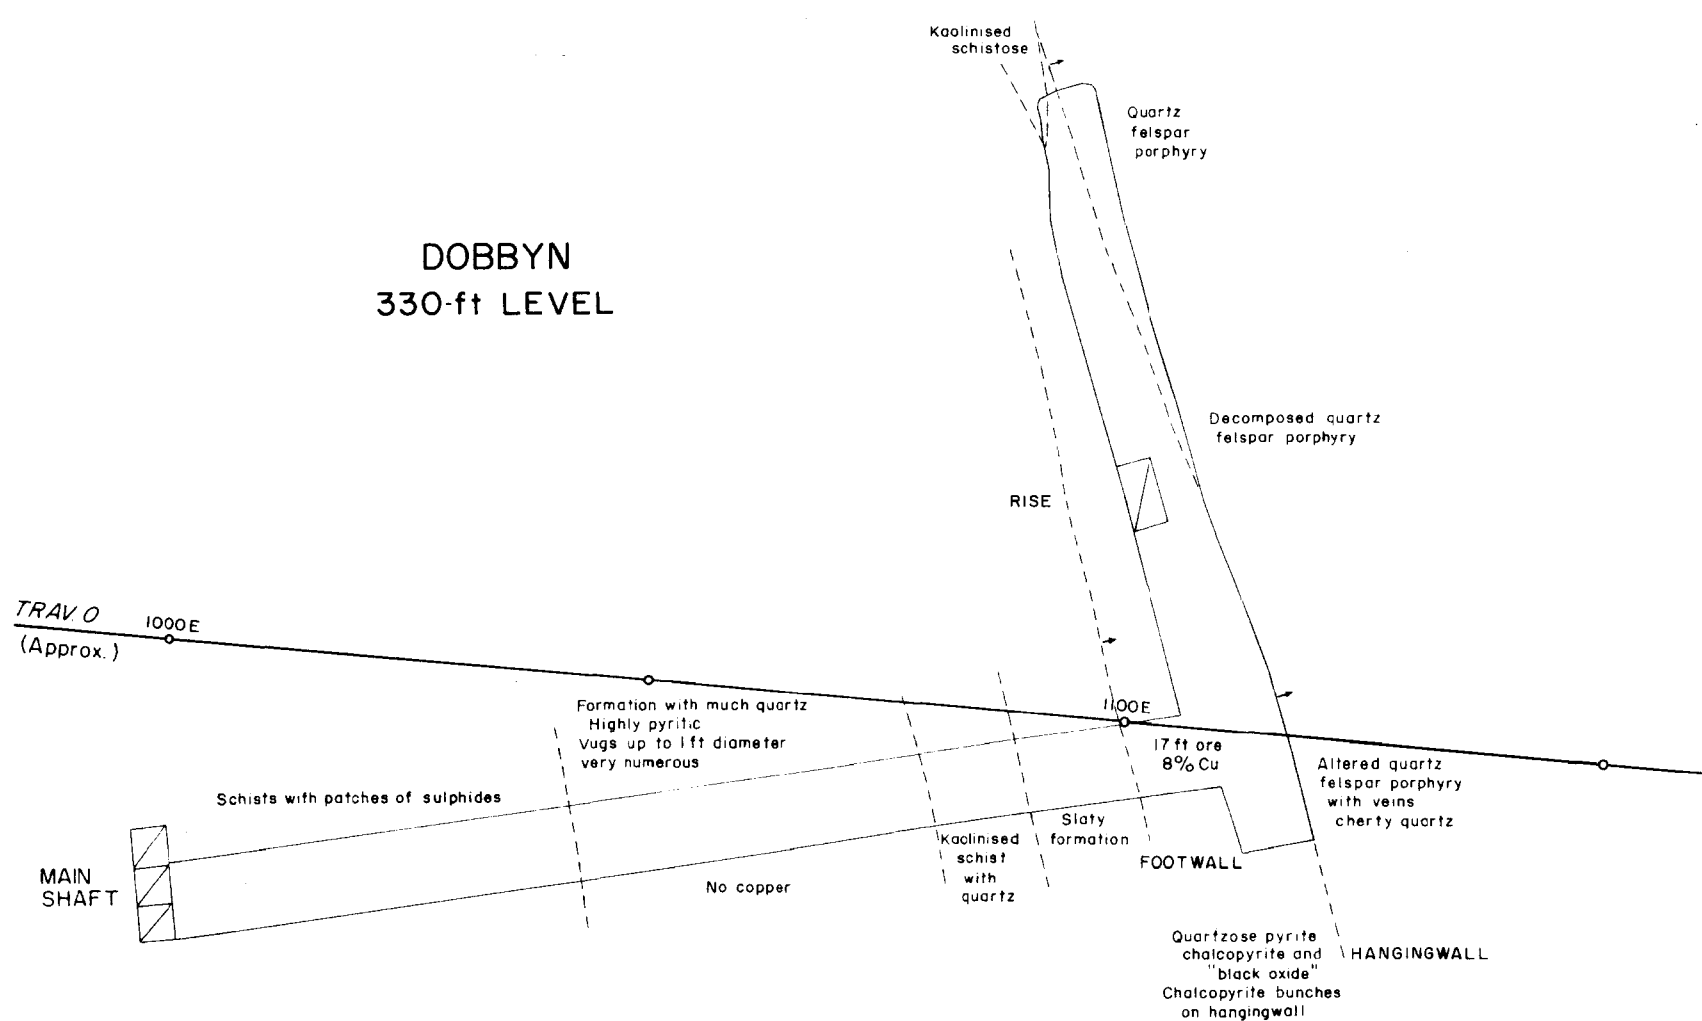 Kaolinised
schistose
Quartz
felspar
porphyry
DOBBYN
330-ft LEVEL
Decomposed quartz
felspar porphyry
RISE
TRAV. O
(Approx.)
1000E
1100E
Formation with much quartz
Highly pyritic
Vugs up to 1ft diameter
very numerous
17 ft ore
8% Cu
Altered quartz
felspar porphyry
with veins
cherty quartz
Schists with patches of sulphides
Slaty
formation
Kaolinised
schist
with
quartz
FOOTWALL
MAIN
SHAFT
No copper
Quartzose pyrite
chalcopyrite and
"black oxide"
Chalcopyrite bunches
on hangingwall
HANGINGWALL